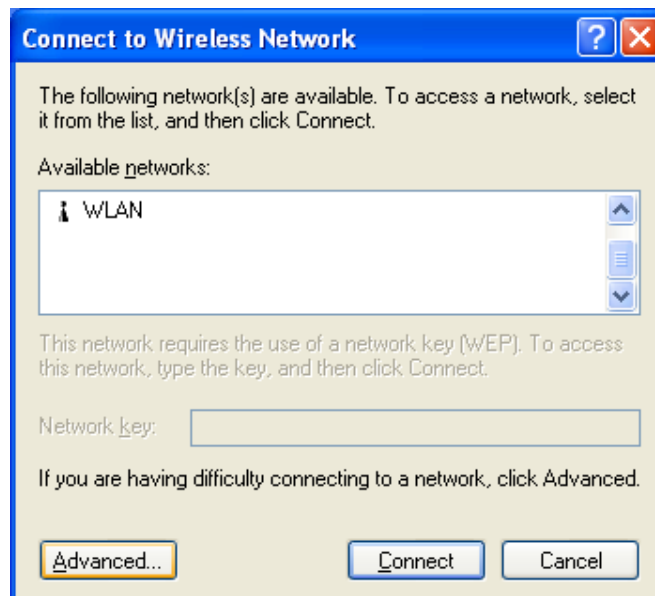 Connect to Wireless Network
The following network(s) are available. To access a network, select
it from the list, and then click Connect.
Available networks:
WLAN
This network requires the use of a network key (WEP). To access
this network, type the key, and then click Connect.
Network key:
If you are having difficulty connecting to a network, click Advanced.
Advanced... Connect Cancel